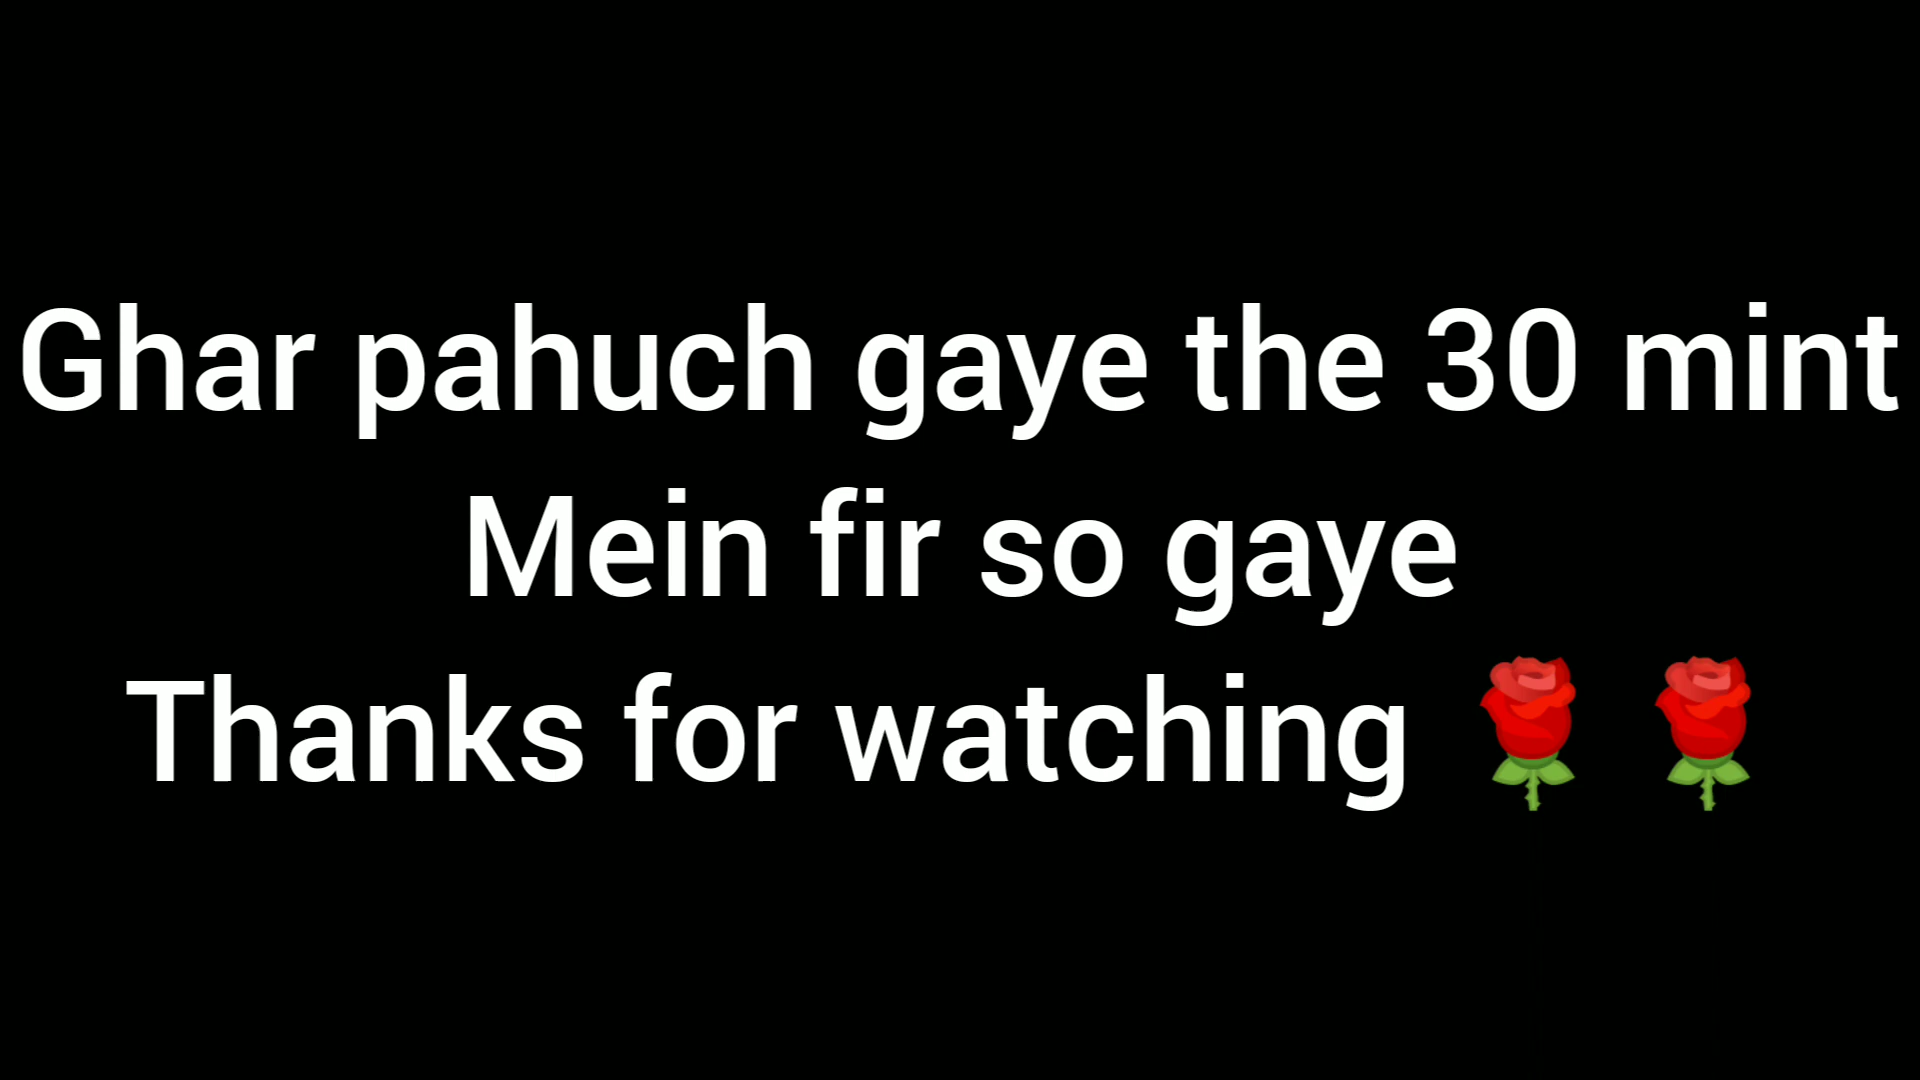 Ghar pahuch gaye the 30 mint
Mein fir so gaye
Thanks for watching 🌹 🌹